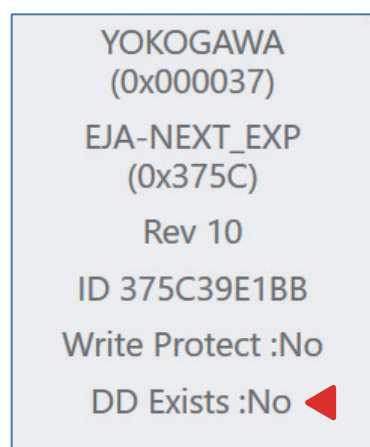 YOKOGAWA
(0x000037)
EJA-NEXT_EXP
(0x375C)
Rev 10
ID 375C39E1BB
Write Protect :No
DD Exists :No